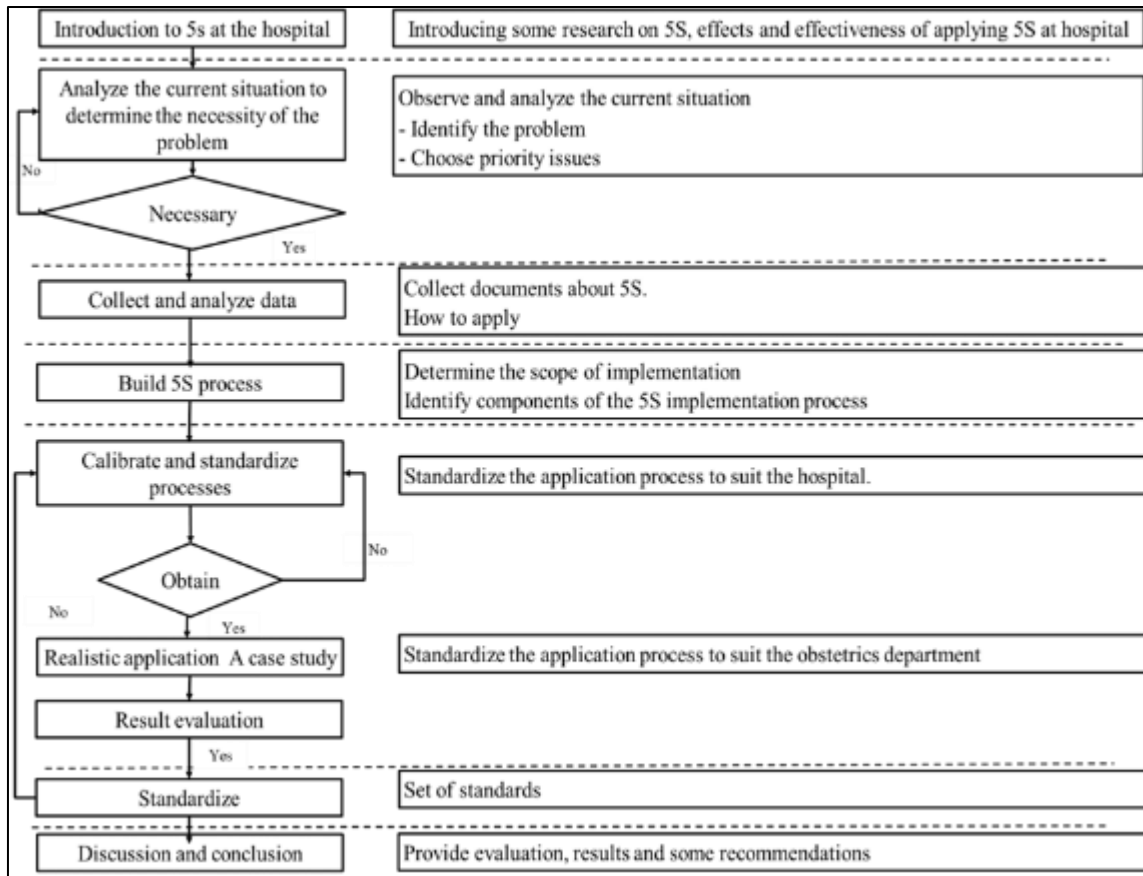 Introduction to 5s at the hospital
Introducing some research on 5S, effects and effectiveness of applying 5S at hospital
Analyze the current situation to
determine the necessity of the
problem
Observe and analyze the current situation
- Identify the problem
- Choose priority issues
No
Necessary
Yes
Collect and analyze data
Collect documents about 5S.
How to apply
Build 5S process
Determine the scope of implementation
Identify components of the 5S implementation process
Calibrate and standardize
processes
Standardize the application process to suit the hospital.
No
Obtain
No
Yes
Realistic application A case study
Standardize the application process to suit the obstetrics department
Result evaluation
Yes
Standardize
Set of standards
Discussion and conclusion
Provide evaluation, results and some recommendations